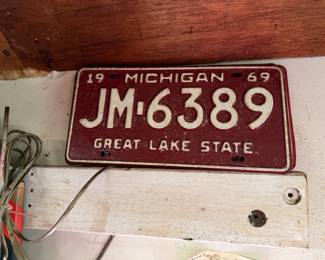 19 MICHIGAN 69
JM-6389
GREAT LAKE STATE